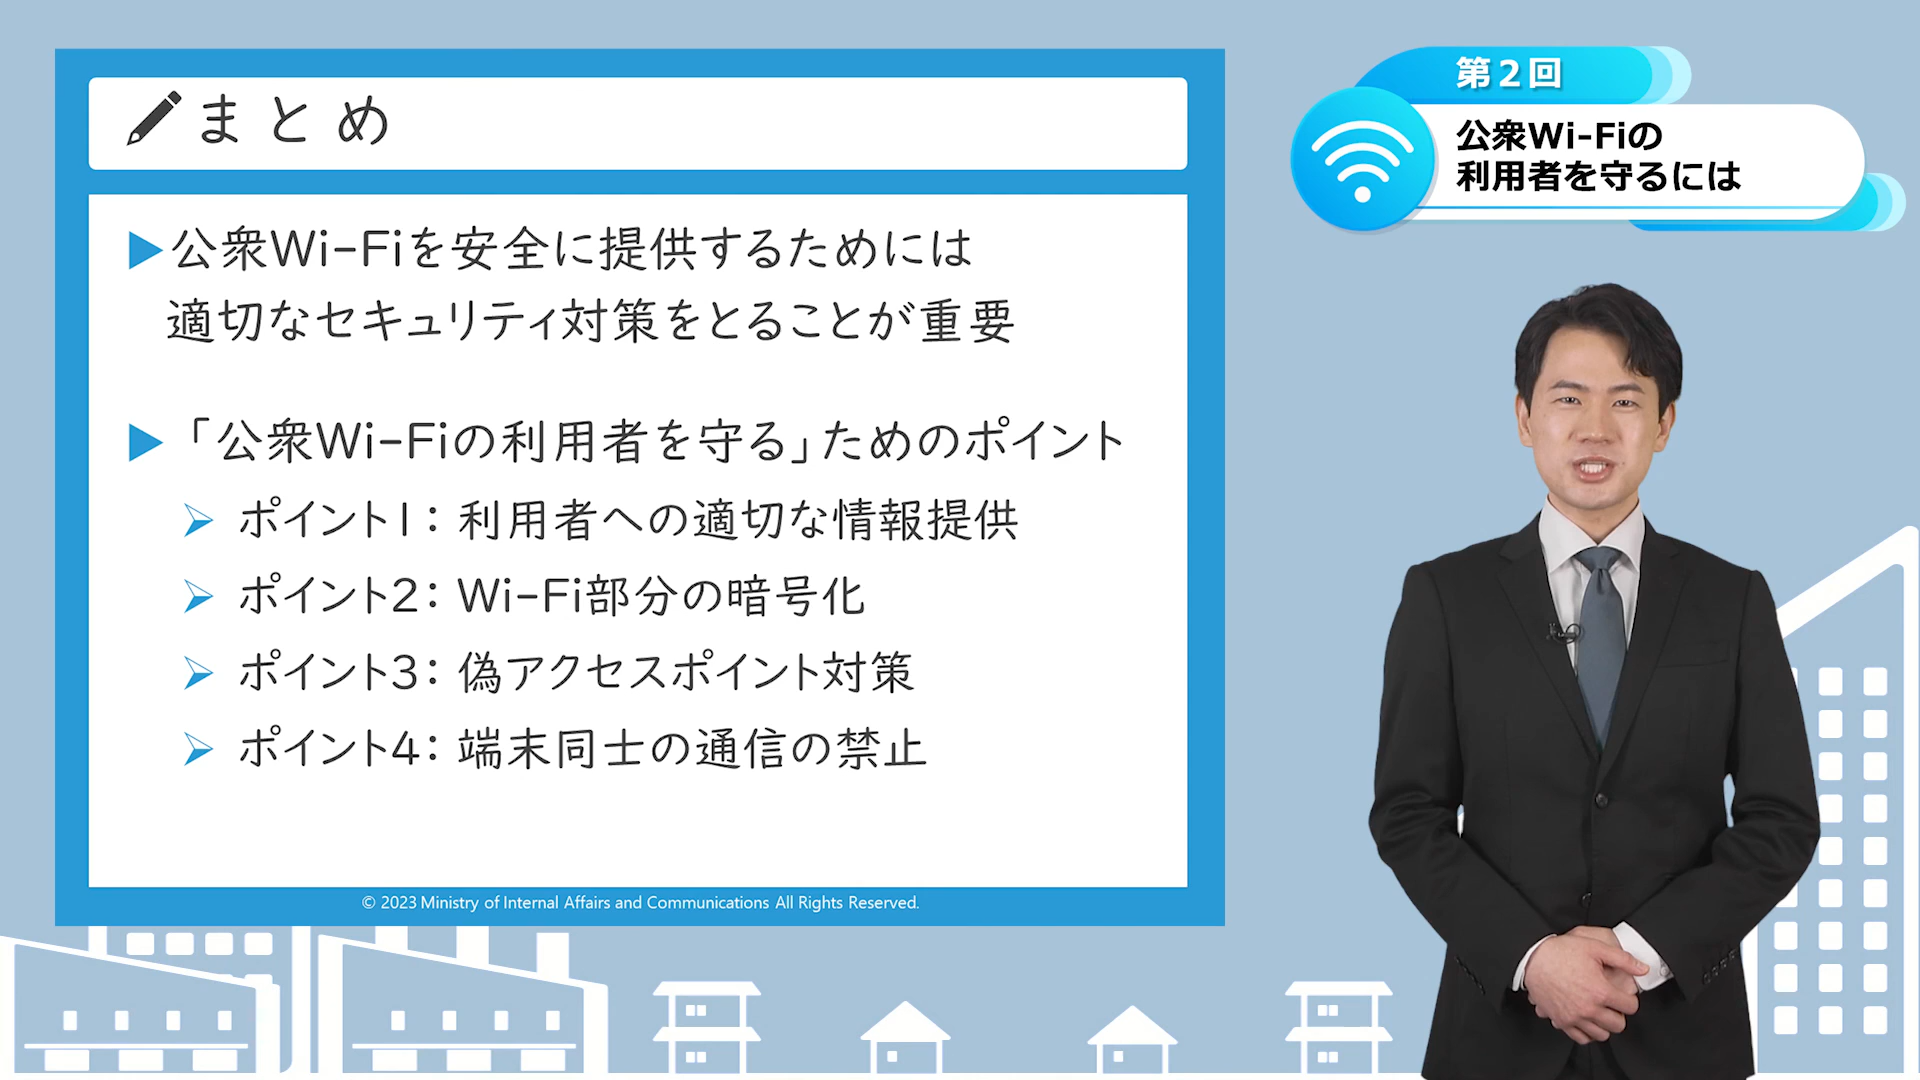 まとめ
公衆Wi-Fiを安全に提供するためには
適切なセキュリティ対策をとることが重要
「公衆Wi-Fiの利用者を守る」ためのポイント
ポイント1：利用者への適切な情報提供
ポイント2：Wi-Fi部分の暗号化
ポイント3：偽アクセスポイント対策
ポイント4：端末同士の通信の禁止
© 2023 Ministry of Internal Affairs and Communications All Rights Reserved.
第２回
公衆Wi-Fiの
利用者を守るには